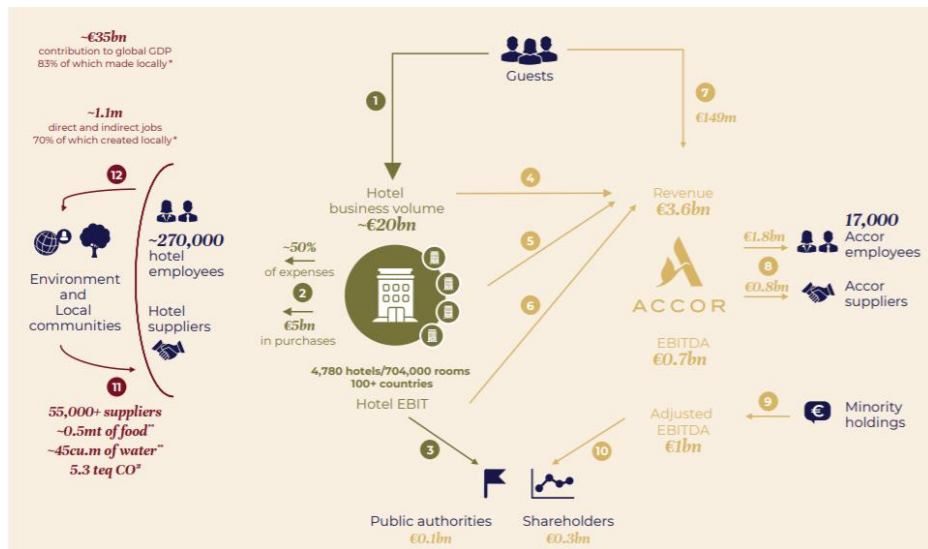 ~€35bn
contribution to global GDP
83% of which made locally*
~1.1m
direct and indirect jobs
70% of which created locally*
12
~270,000
hotel
employees
Environment
and
Local
communities
Hotel
suppliers
11
55,000+ suppliers
~0.5mt of food**
~45cu.m of water**
5.3 teq CO²
Guests
1
7
€149m
Hotel
business volume
~€20bn
~50%
of expenses
2
€5bn
in purchases
4,780 hotels/704,000 rooms
100+ countries
Hotel EBIT
3
4
5
6
Revenue
€3.6bn
ACCOR
EBITDA
€0.7bn
€1.8bn
8
€0.8bn
17,000
Accor
employees
Accor
suppliers
Adjusted
EBITDA
€1bn
9
€
Minority
holdings
10
Public authorities
€0.1bn
Shareholders
€0.3bn